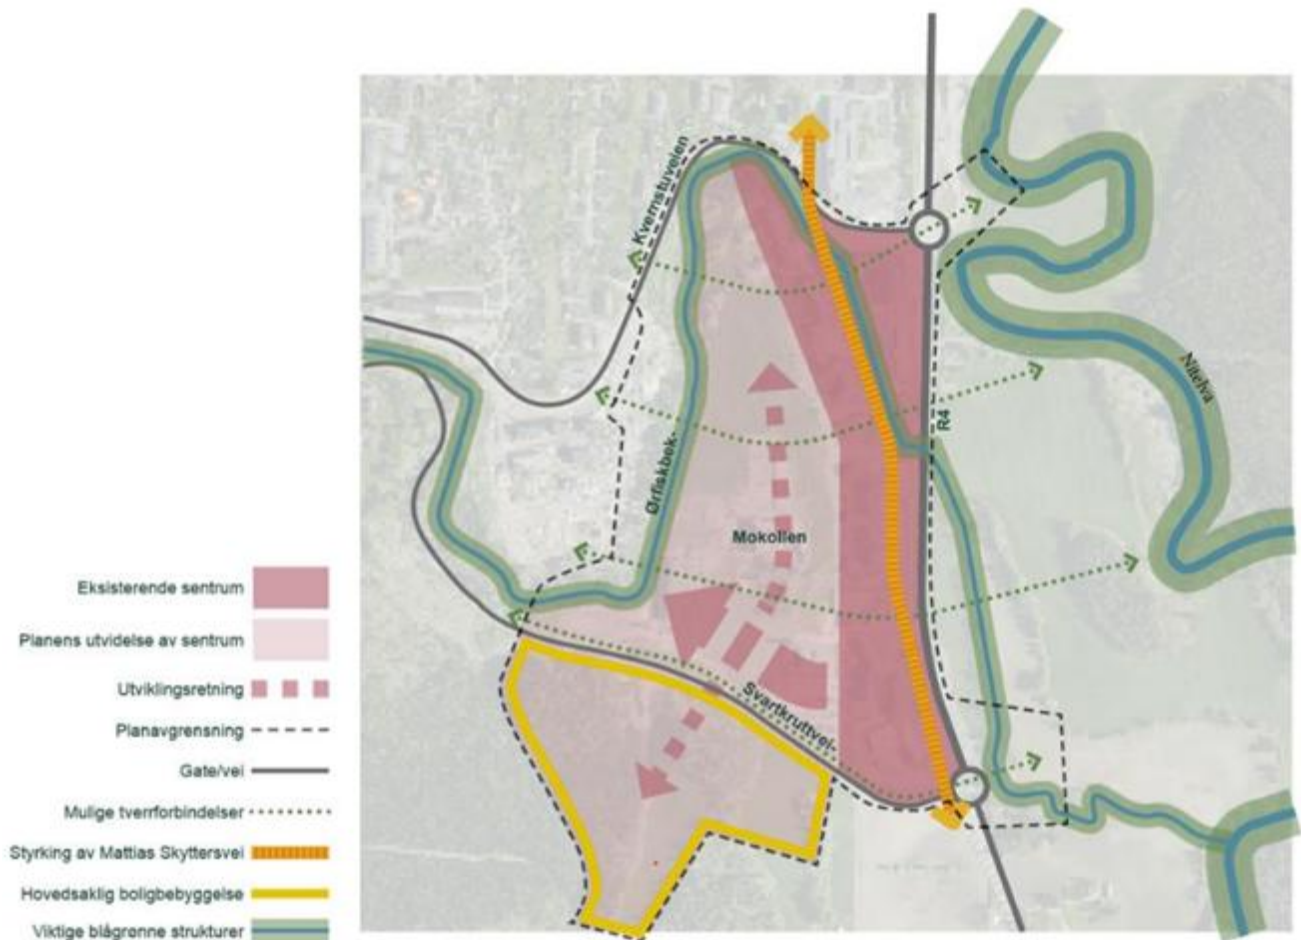 Kvernstuveien
Nitelva
R4
Ørfiskbek-
Mokollen
Svartkruttvei-
Eksisterende sentrum
Planens utvidelse av sentrum
Utviklingsretning
Planavgrensning
Gate/vei
Mulige tverrforbindelser
Styrking av Mattias Skyttersvei
Hovedsaklig boligbebyggelse
Viktige blågrønne strukturer